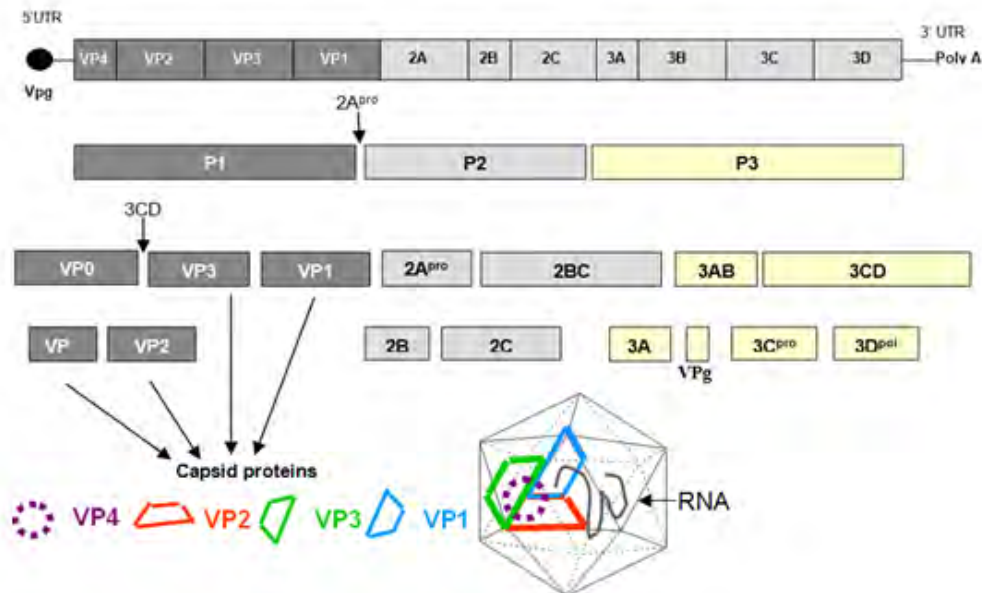 5'UTR
3' UTR
VP4 VP2 VP3 VP1 2A 2B 2C 3A 3B 3C 3D
Poly A
Vpg
2Apro
P1 P2 P3
3CD
VP0 VP3 VP1 2Apro 2BC 3AB 3CD
VP VP2 2B 2C 3A 3Cpro 3Dpol
VPg
Capsid proteins
VP4 VP2 VP3 VP1
RNA